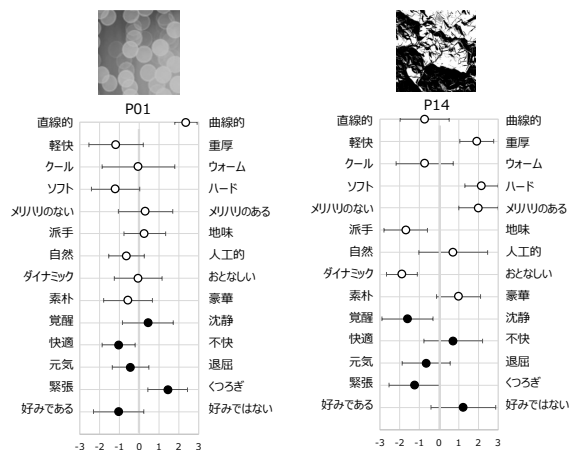 P01
直線的 曲線的
軽快 重厚
クール ウォーム
ソフト ハード
メリハリのない メリハリのある
派手 地味
自然 人工的
ダイナミック おとなしい
素朴 豪華
覚醒 沈静
快適 不快
元気 退屈
緊張 くつろぎ
好みである 好みではない
-3 -2 -1 0 1 2 3
P14
直線的 曲線的
軽快 重厚
クール ウォーム
ソフト ハード
メリハリのない メリハリのある
派手 地味
自然 人工的
ダイナミック おとなしい
素朴 豪華
覚醒 沈静
快適 不快
元気 退屈
緊張 くつろぎ
好みである 好みではない
-3 -2 -1 0 1 2 3